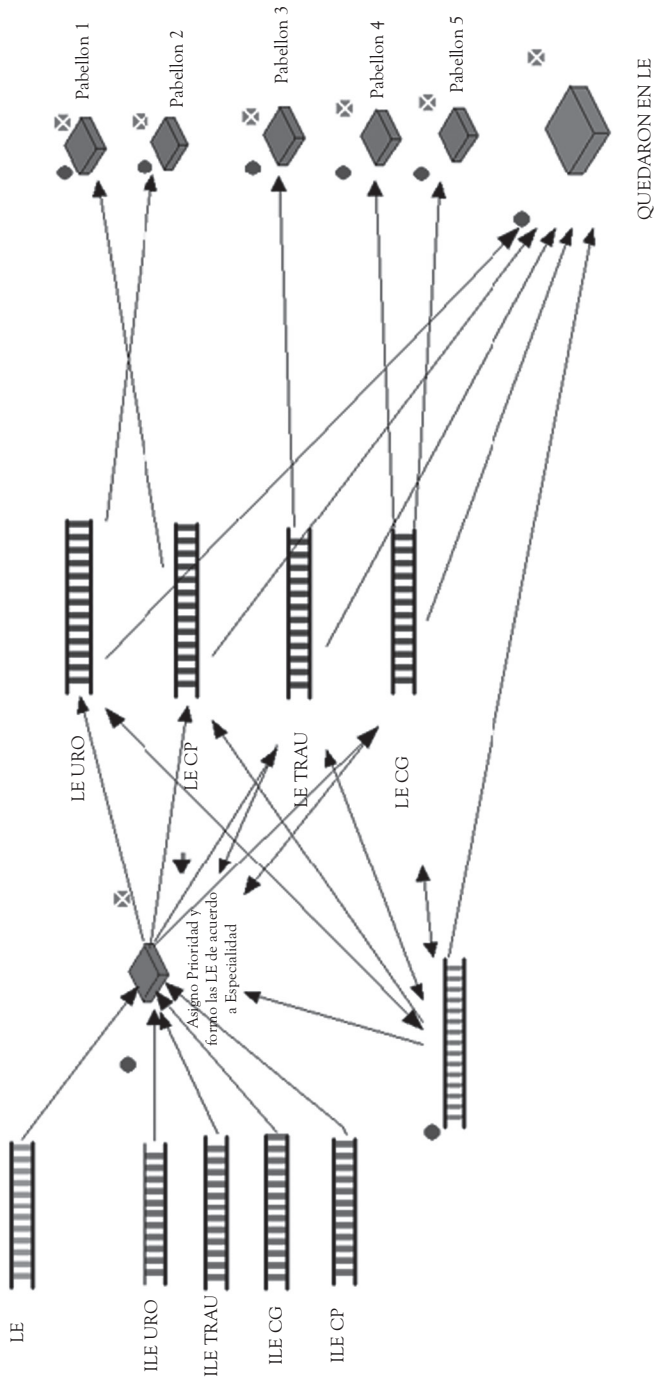 LE
ILE URO
ILE TRAU
ILE CG
ILE CP
Asigno Prioridad y
formo las LE de acuerdo
a Especialidad
LE URO
LE CP
LE TRAU
LE CG
Pabellon 1
Pabellon 2
Pabellon 3
Pabellon 4
Pabellon 5
QUEDARON EN LE